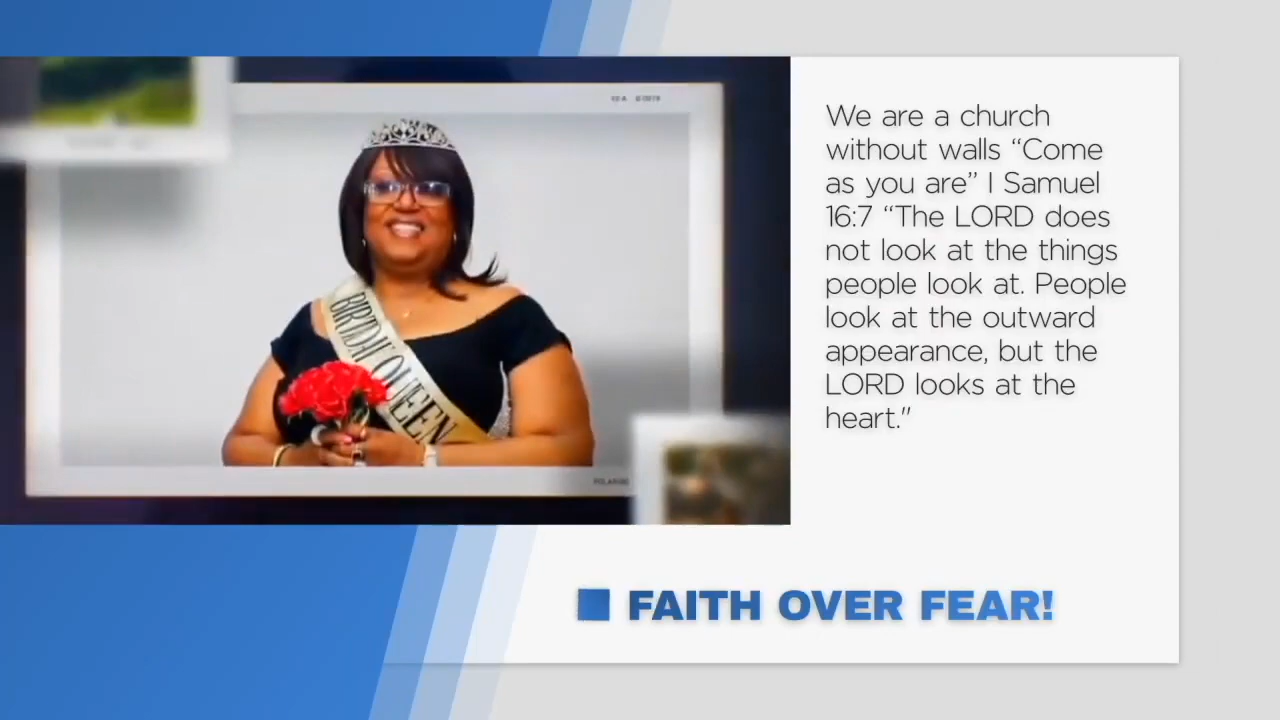 We are a church
without walls “Come
as you are” I Samuel
16:7 “The LORD does
not look at the things
people look at. People
look at the outward
appearance, but the
LORD looks at the
heart."
BIRTHDAY QUEEN
FAITH OVER FEAR!